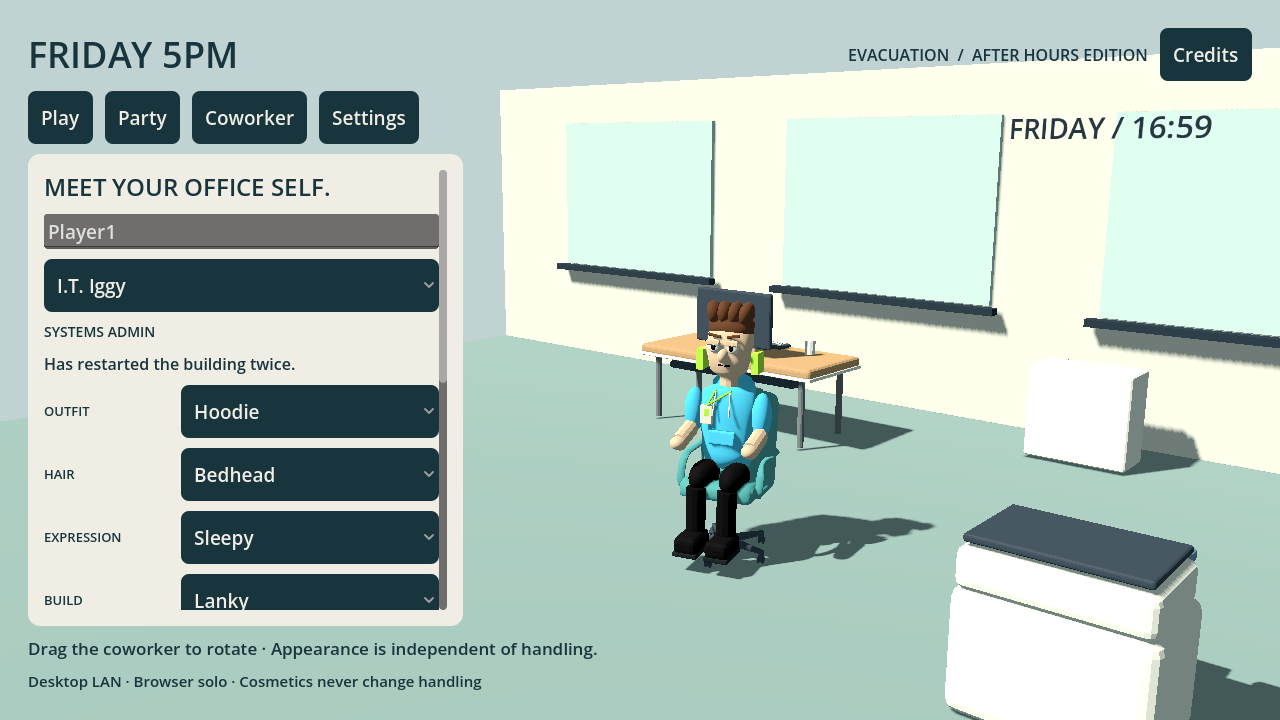 FRIDAY 5PM
EVACUATION / AFTER HOURS EDITION
Credits
Play
Party
Coworker
Settings
FRIDAY / 16:59
MEET YOUR OFFICE SELF.
Player1
I.T. Iggy
SYSTEMS ADMIN
Has restarted the building twice.
OUTFIT
Hoodie
HAIR
Bedhead
EXPRESSION
Sleepy
BUILD
Lanky
Drag the coworker to rotate · Appearance is independent of handling.
Desktop LAN · Browser solo · Cosmetics never change handling